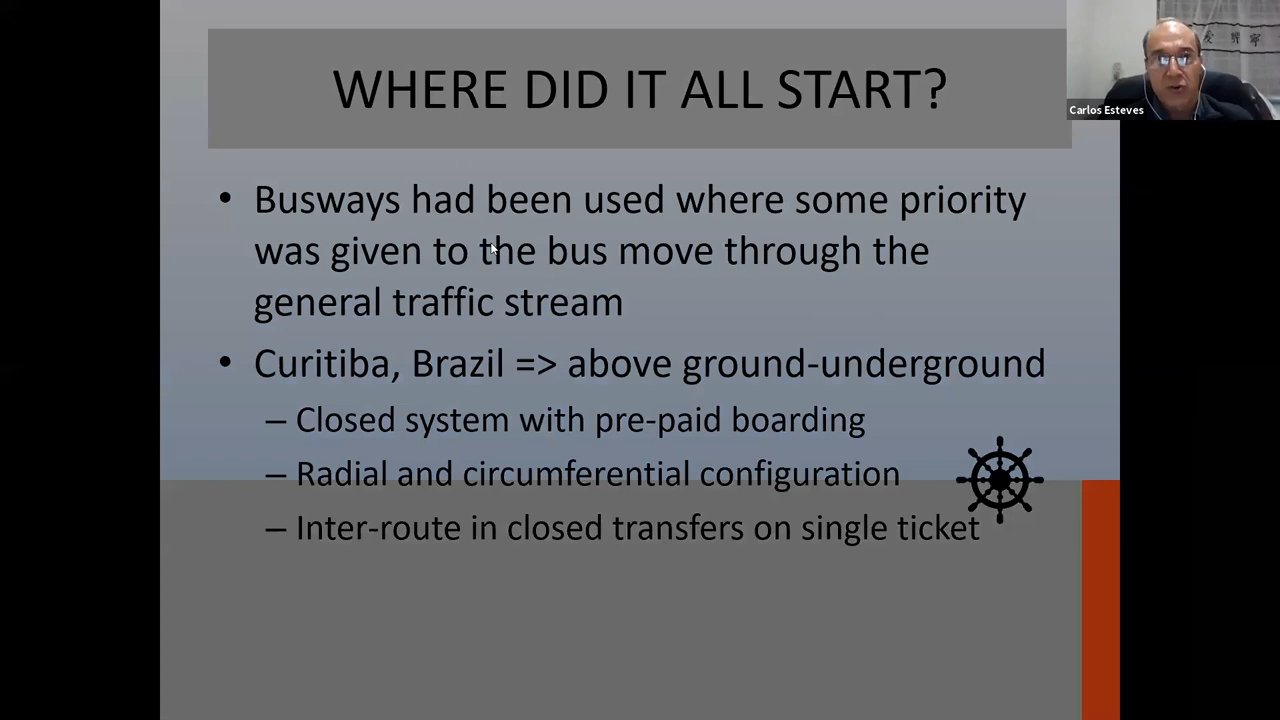 WHERE DID IT ALL START?
Carlos Esteves
• Busways had been used where some priority
was given to the bus move through the
general traffic stream
• Curitiba, Brazil => above ground-underground
– Closed system with pre-paid boarding
– Radial and circumferential configuration
– Inter-route in closed transfers on single ticket